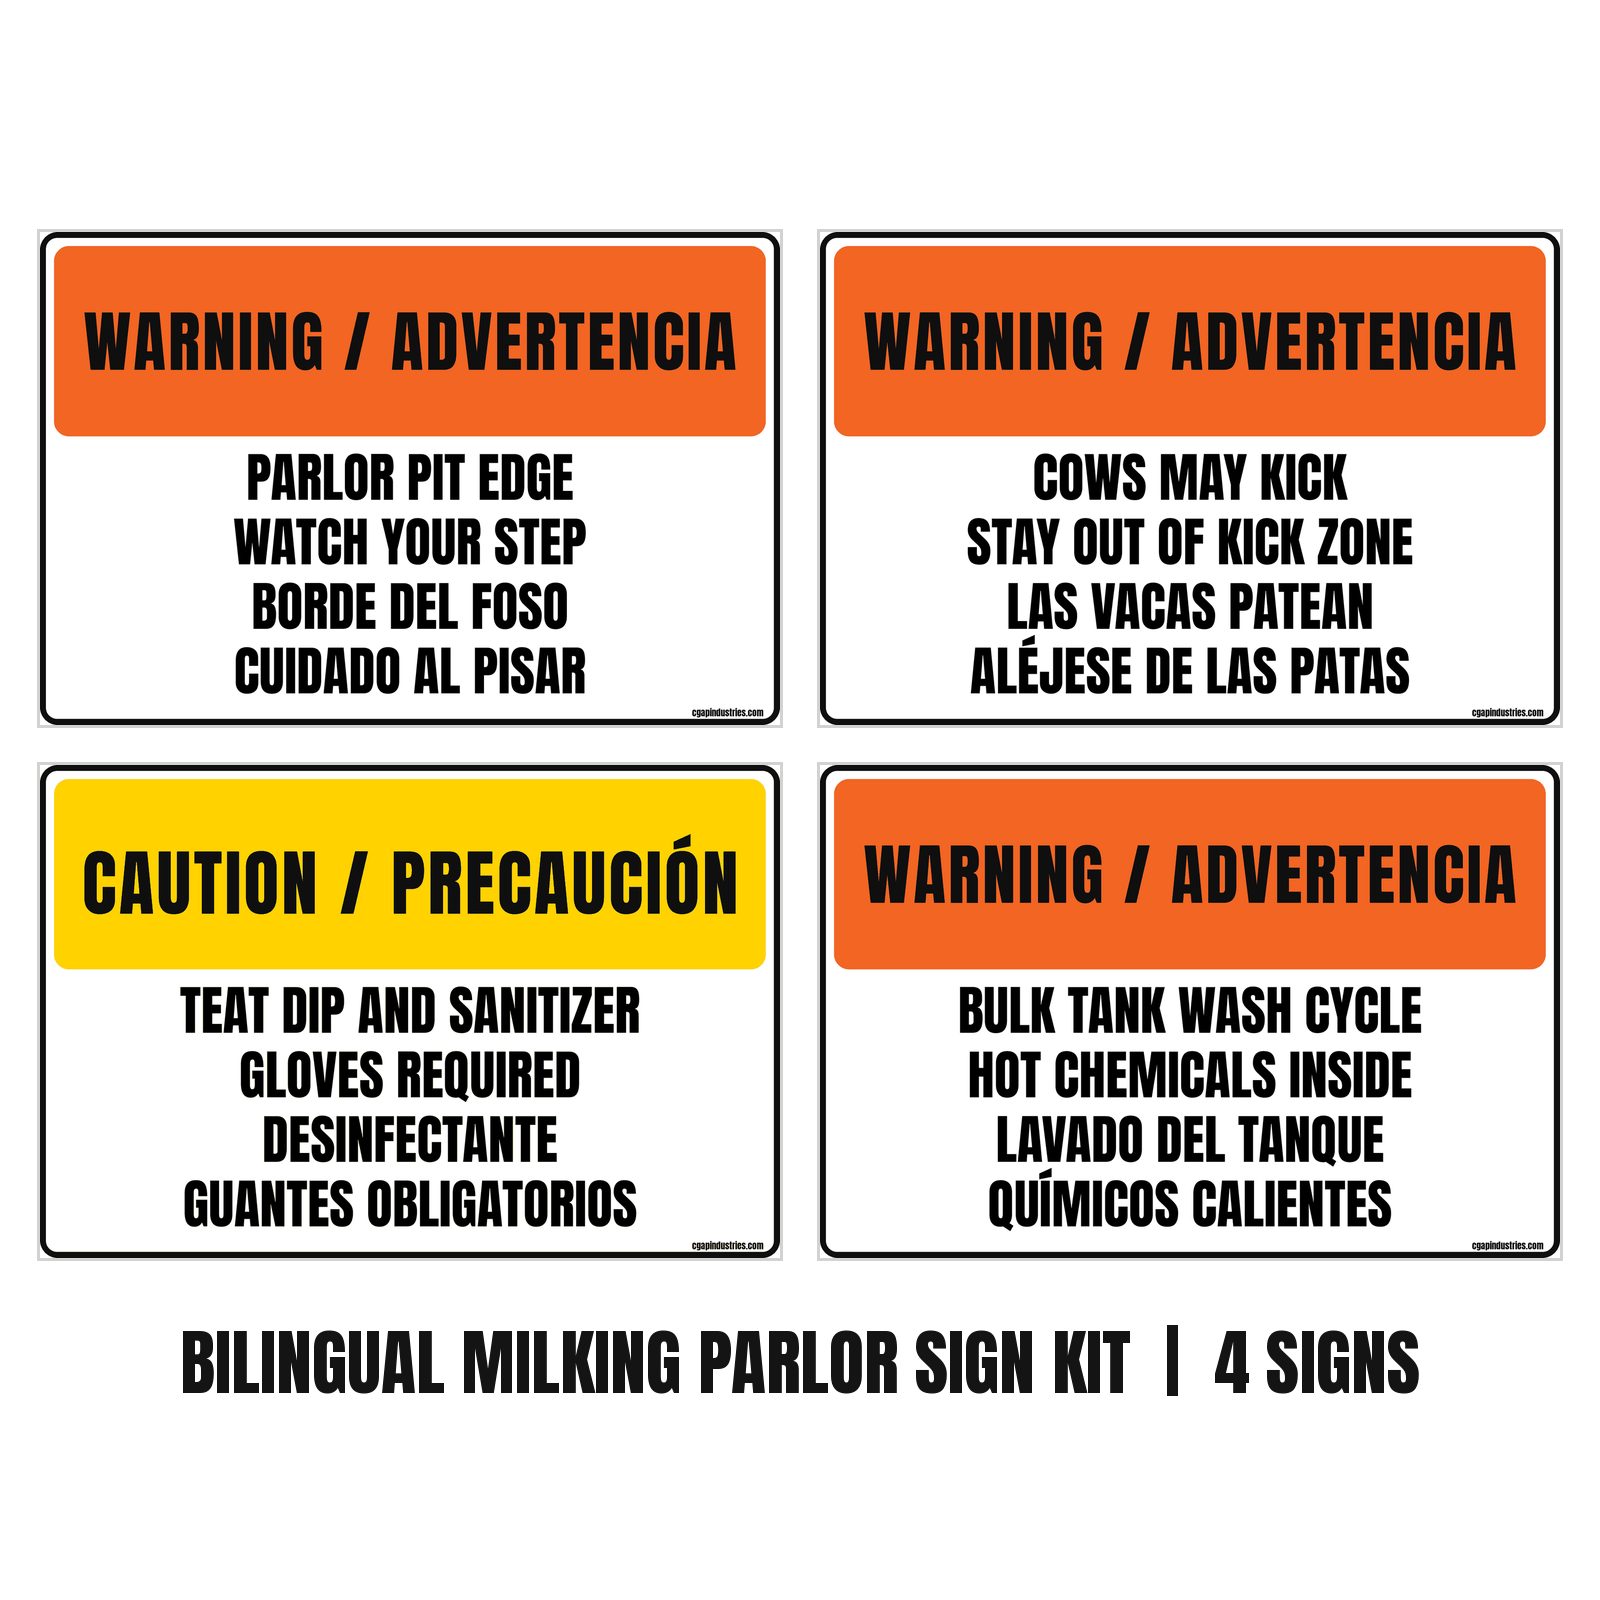 WARNING / ADVERTENCIA
PARLOR PIT EDGE
WATCH YOUR STEP
BORDE DEL FOSO
CUIDADO AL PISAR
cgapindustries.com
WARNING / ADVERTENCIA
COWS MAY KICK
STAY OUT OF KICK ZONE
LAS VACAS PATEAN
ALÉJESE DE LAS PATAS
cgapindustries.com
CAUTION / PRECAUCIÓN
TEAT DIP AND SANITIZER
GLOVES REQUIRED
DESINFECTANTE
GUANTES OBLIGATORIOS
cgapindustries.com
WARNING / ADVERTENCIA
BULK TANK WASH CYCLE
HOT CHEMICALS INSIDE
LAVADO DEL TANQUE
QUÍMICOS CALIENTES
cgapindustries.com
BILINGUAL MILKING PARLOR SIGN KIT | 4 SIGNS